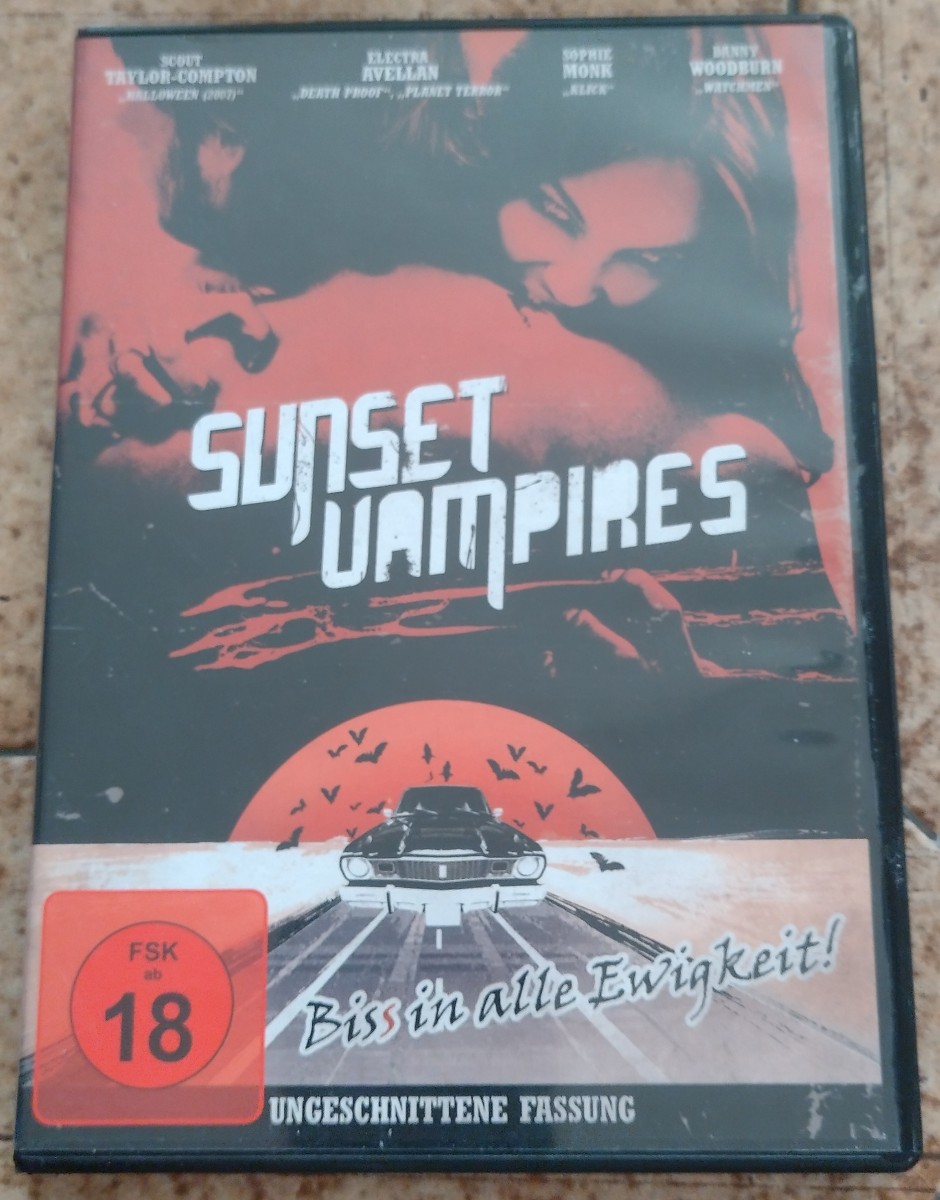 SCOUT
TAYLOR-COMPTON
„HALLOWEEN (2007)“
ELECTRA
AVELLAN
„DEATH PROOF“, „PLANET TERROR“
SOPHIE
MONK
„KLICK“
DANNY
WOODBURN
„WATCHMEN“
SUNSET
VAMPIRES
FSK
ab
18
Biss in alle Ewigkeit!
UNGESCHNITTENE FASSUNG